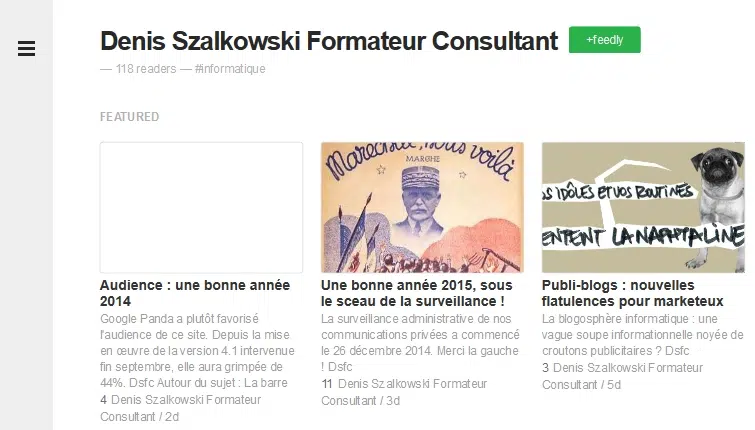 Denis Szalkowski Formateur Consultant
+feedly
— 118 readers — #informatique
FEATURED
Maréchal, nous voilà
MARCHE
S IDÔLES ET VOS ROUTINES
ENTENT LA NAPHTALINE
Audience : une bonne année
2014
Google Panda a plutôt favorisé
l'audience de ce site. Depuis la mise
en œuvre de la version 4.1 intervenue
fin septembre, elle aura grimpée de
44%. Dsfc Autour du sujet : La barre
4 Denis Szalkowski Formateur
Consultant / 2d
Une bonne année 2015, sous
le sceau de la surveillance !
La surveillance administrative de nos
communications privées a commencé
le 26 décembre 2014. Merci la gauche
! Dsfc
11 Denis Szalkowski Formateur
Consultant / 3d
Publi-blogs : nouvelles
flatulences pour marketeux
La blogosphère informatique : une
vague soupe informationnelle noyée de
croutons publicitaires ? Dsfc
3 Denis Szalkowski Formateur
Consultant / 5d